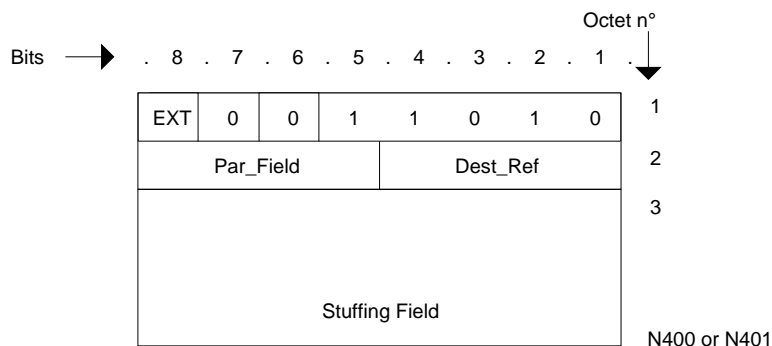 Octet n°
Bits . 8 . 7 . 6 . 5 . 4 . 3 . 2 . 1 .
EXT 0 0 1 1 0 1 0 1
Par_Field Dest_Ref 2
3
Stuffing Field
N400 or N401